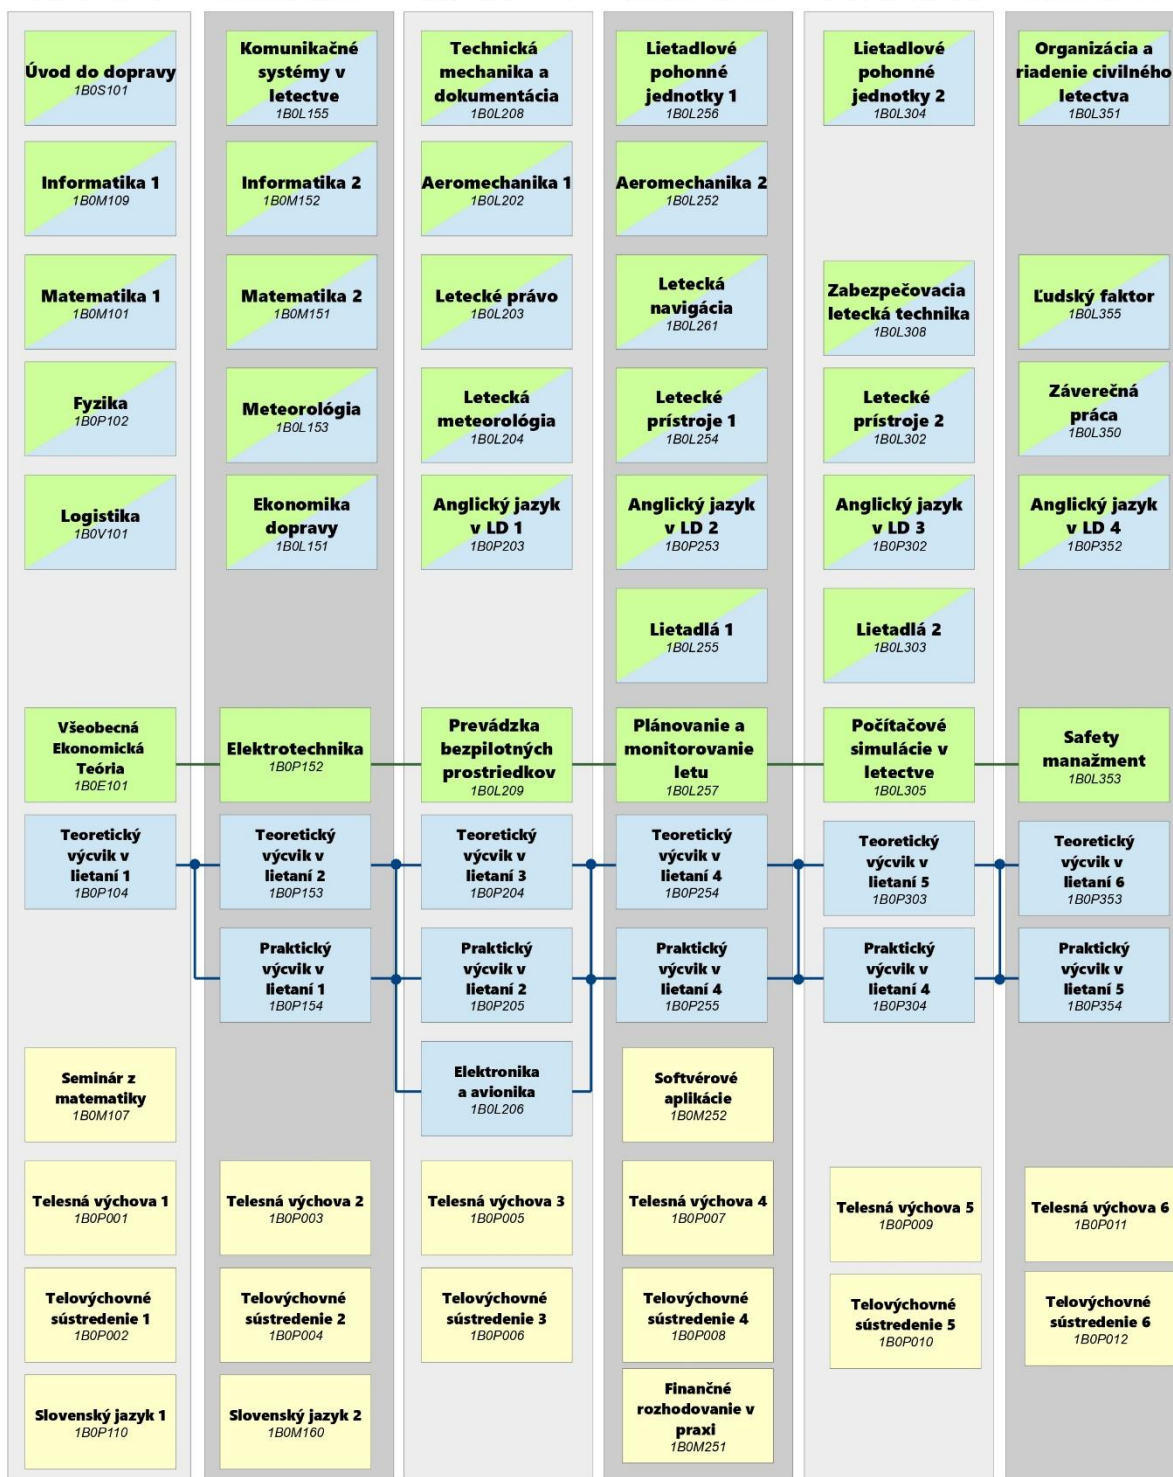 Úvod do dopravy
1B0S101
Komunikačné
systémy v
letectve
1B0L155
Technická
mechanika a
dokumentácia
1B0L208
Lietadlové
pohonné
jednotky 1
1B0L256
Lietadlové
pohonné
jednotky 2
1B0L304
Organizácia a
riadenie civilného
letectva
1B0L351
Informatika 1
1B0M109
Informatika 2
1B0M152
Aeromechanika 1
1B0L202
Aeromechanika 2
1B0L252
Matematika 1
1B0M101
Matematika 2
1B0M151
Letecké právo
1B0L203
Letecká
navigácia
1B0L261
Zabezpečovacia
letecká technika
1B0L308
Ľudský faktor
1B0L355
Fyzika
1B0P102
Meteorológia
1B0L153
Letecká
meteorológia
1B0L204
Letecké
prístroje 1
1B0L254
Letecké
prístroje 2
1B0L302
Záverečná
práca
1B0L350
Logistika
1B0V101
Ekonomika
dopravy
1B0L151
Anglický jazyk
v LD 1
1B0P203
Anglický jazyk
v LD 2
1B0P253
Anglický jazyk
v LD 3
1B0P302
Anglický jazyk
v LD 4
1B0P352
Lietadlá 1
1B0L255
Lietadlá 2
1B0L303
Všeobecná
Ekonomická
Teória
1B0E101
Elektrotechnika
1B0P152
Prevádzka
bezpilotných
prostriedkov
1B0L209
Plánovanie a
monitorovanie
letu
1B0L257
Počítačové
simulácie v
letectve
1B0L305
Safety
manažment
1B0L353
Teoretický
výcvik v
lietaní 1
1B0P104
Teoretický
výcvik v
lietaní 2
1B0P153
Teoretický
výcvik v
lietaní 3
1B0P204
Teoretický
výcvik v
lietaní 4
1B0P254
Teoretický
výcvik v
lietaní 5
1B0P303
Teoretický
výcvik v
lietaní 6
1B0P353
Praktický
výcvik v
lietaní 1
1B0P154
Praktický
výcvik v
lietaní 2
1B0P205
Praktický
výcvik v
lietaní 4
1B0P255
Praktický
výcvik v
lietaní 4
1B0P304
Praktický
výcvik v
lietaní 5
1B0P354
Seminár z
matematiky
1B0M107
Elektronika
a avionika
1B0L206
Softvérové
aplikácie
1B0M252
Telesná výchova 1
1B0P001
Telesná výchova 2
1B0P003
Telesná výchova 3
1B0P005
Telesná výchova 4
1B0P007
Telesná výchova 5
1B0P009
Telesná výchova 6
1B0P011
Telovýchovné
sústredenie 1
1B0P002
Telovýchovné
sústredenie 2
1B0P004
Telovýchovné
sústredenie 3
1B0P006
Telovýchovné
sústredenie 4
1B0P008
Telovýchovné
sústredenie 5
1B0P010
Telovýchovné
sústredenie 6
1B0P012
Slovenský jazyk 1
1B0P110
Slovenský jazyk 2
1B0M160
Finančné
rozhodovanie v
praxi
1B0M251